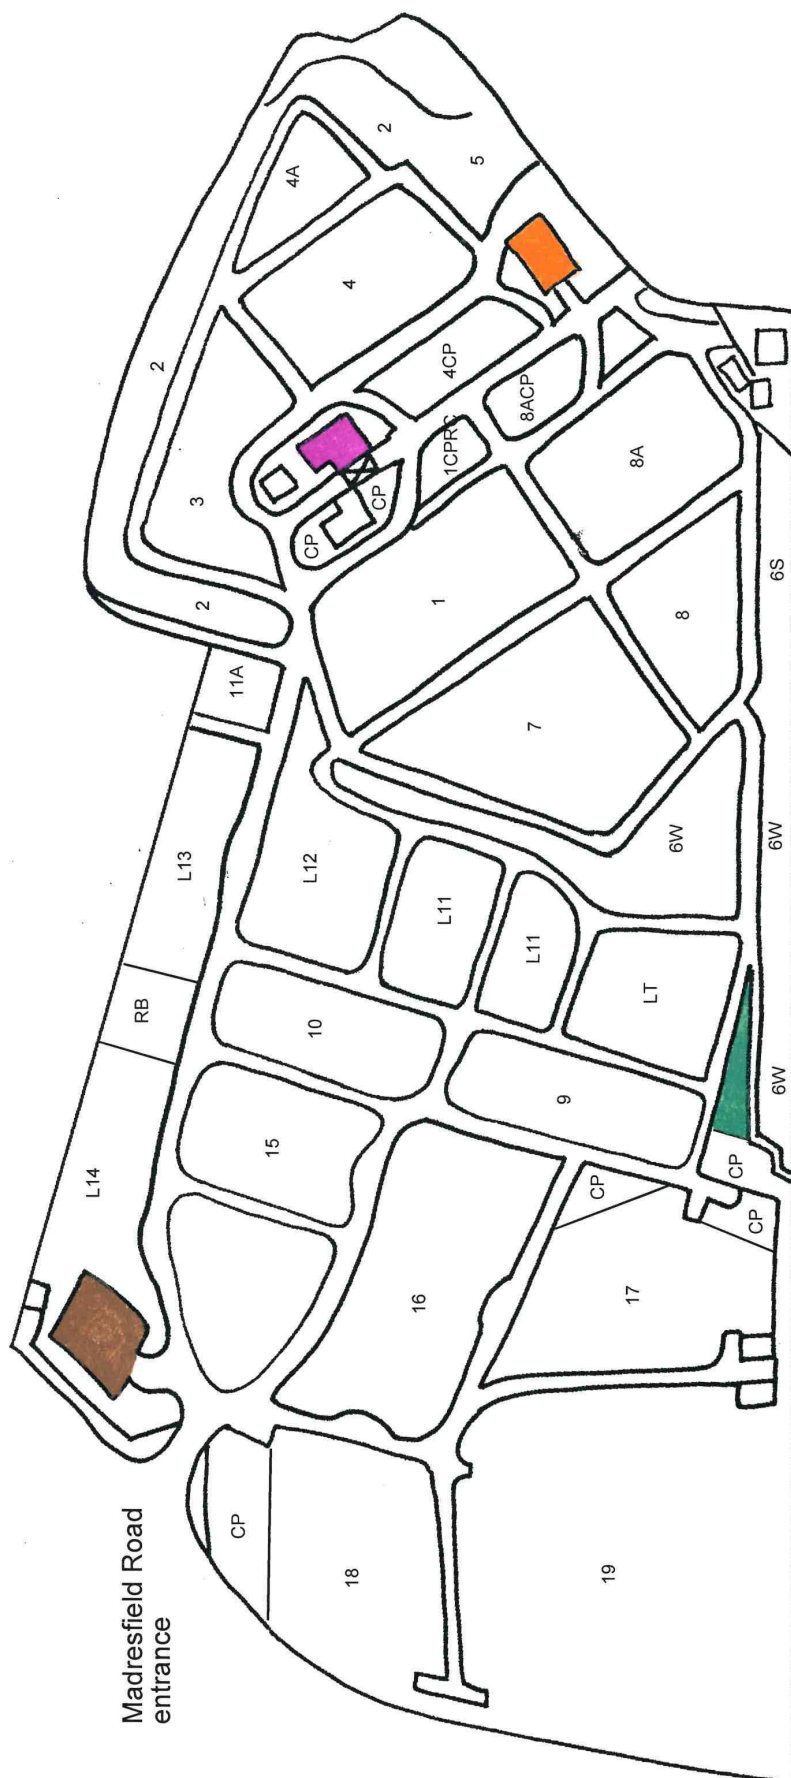 2
4A
5
4
2
4CP
8ACP
3
1CPRC
8A
CP
CP
2
1
8
6S
11A
7
L13
L12
6W
6W
L11
L11
RB
10
LT
9
6W
L14
15
CP
CP
CP
16
17
Madresfield Road
entrance
CP
18
19